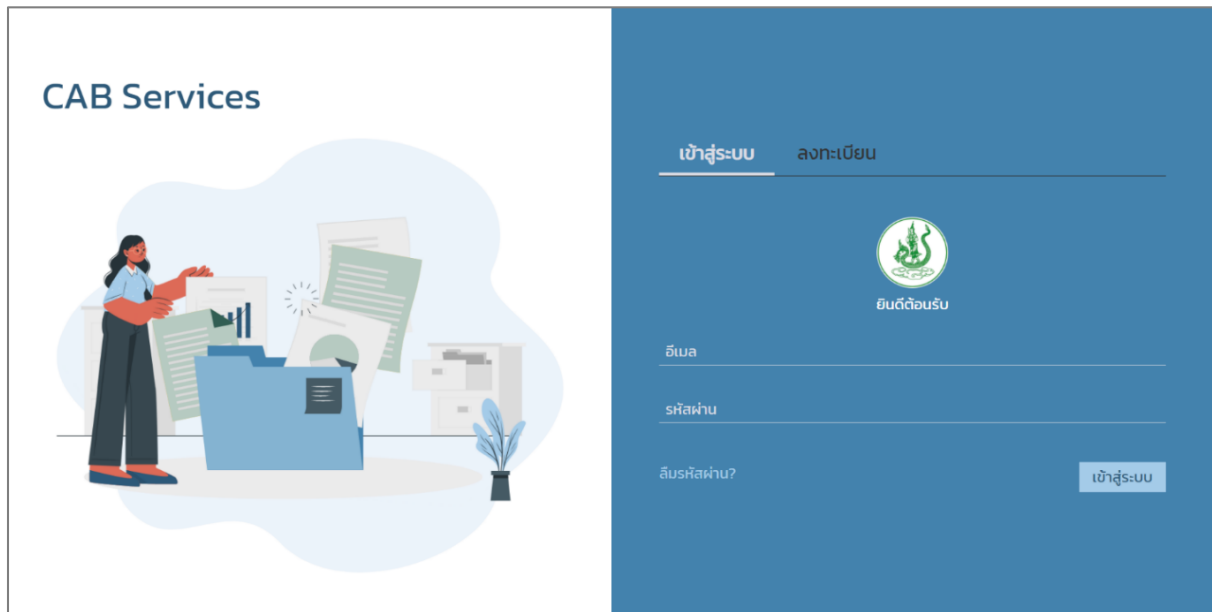 CAB Services
เข้าสู่ระบบ ลงทะเบียน
ยินดีต้อนรับ
อีเมล
รหัสผ่าน
ลืมรหัสผ่าน? เข้าสู่ระบบ